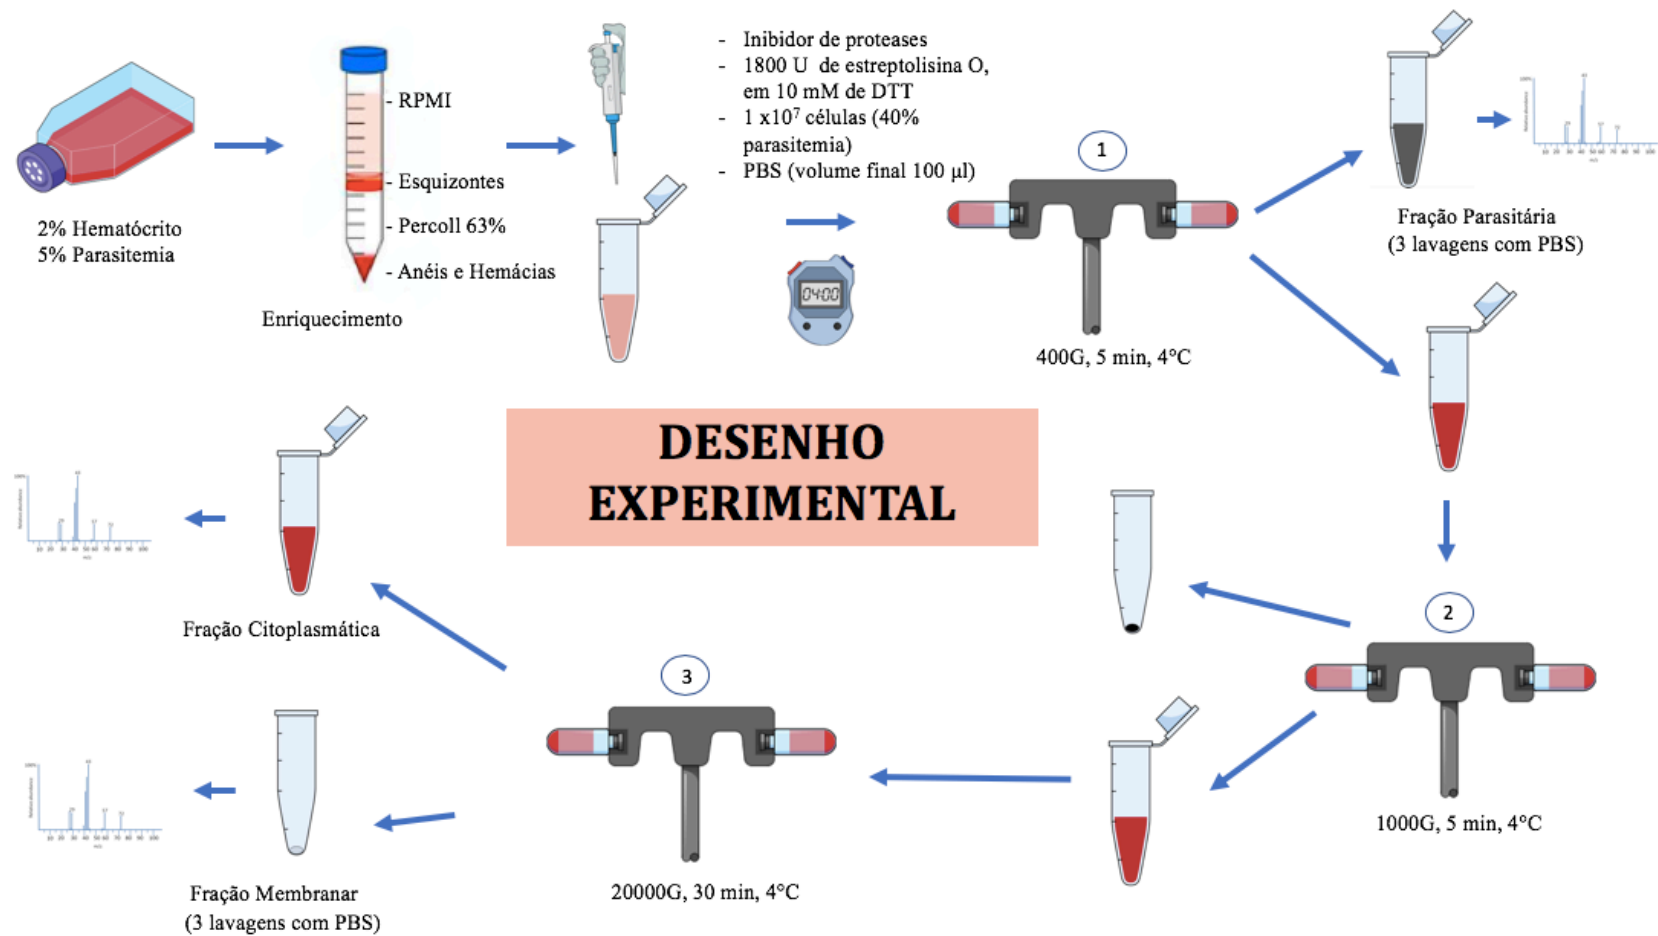 2% Hematócrito
5% Parasitemia
- RPMI
- Esquizontes
- Percoll 63%
- Anéis e Hemácias
Enriquecimento
- Inibidor de proteases
- 1800 U de estreptolisina O,
em 10 mM de DTT
- 1 x10⁷ células (40%
parasitemia)
- PBS (volume final 100 µl)
04:00
1
400G, 5 min, 4°C
Fração Parasitária
(3 lavagens com PBS)
DESENHO
EXPERIMENTAL
2
1000G, 5 min, 4°C
3
20000G, 30 min, 4°C
Fração Citoplasmática
Fração Membranar
(3 lavagens com PBS)